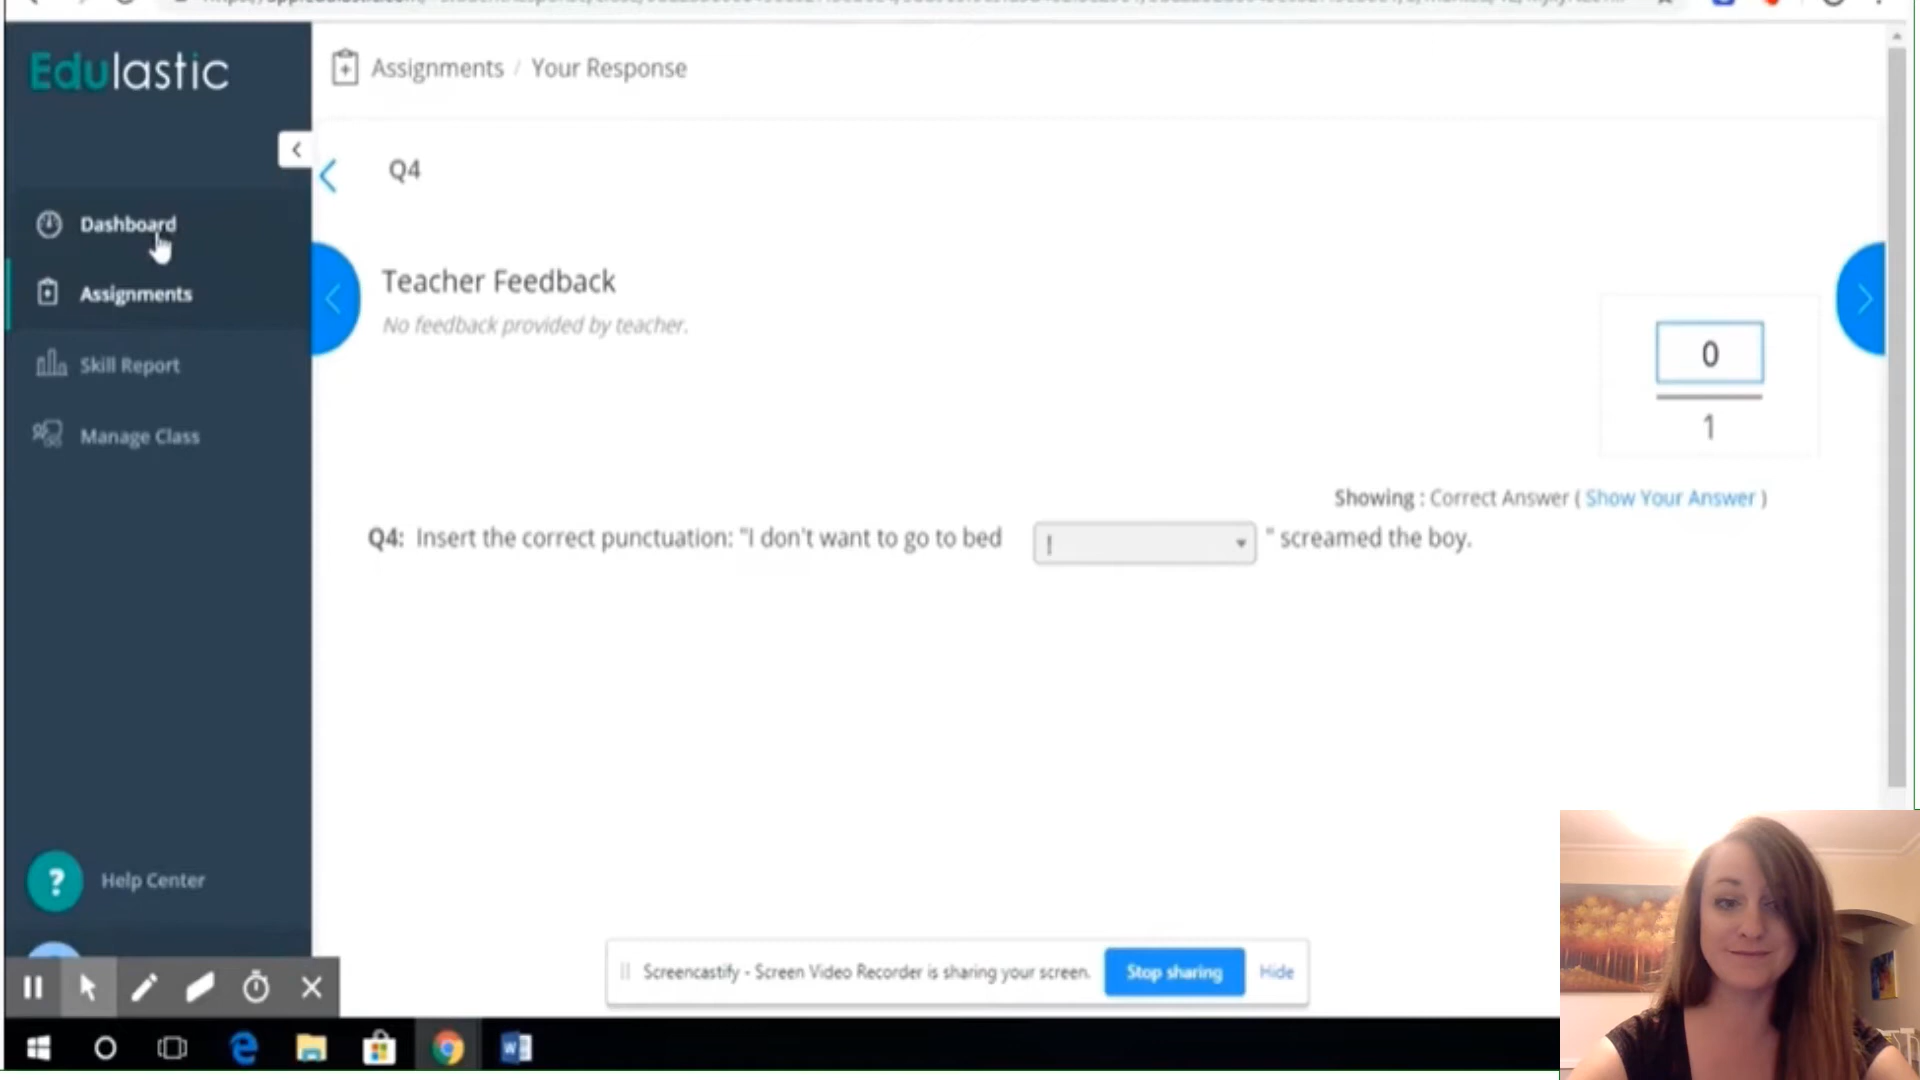 Edulastic
Assignments / Your Response
Q4
Dashboard
Assignments
Skill Report
Manage Class
Teacher Feedback
No feedback provided by teacher.
0
1
Showing : Correct Answer ( Show Your Answer )
Q4: Insert the correct punctuation: "I don't want to go to bed ! " screamed the boy.
? Help Center
Screencastify - Screen Video Recorder is sharing your screen. Stop sharing Hide